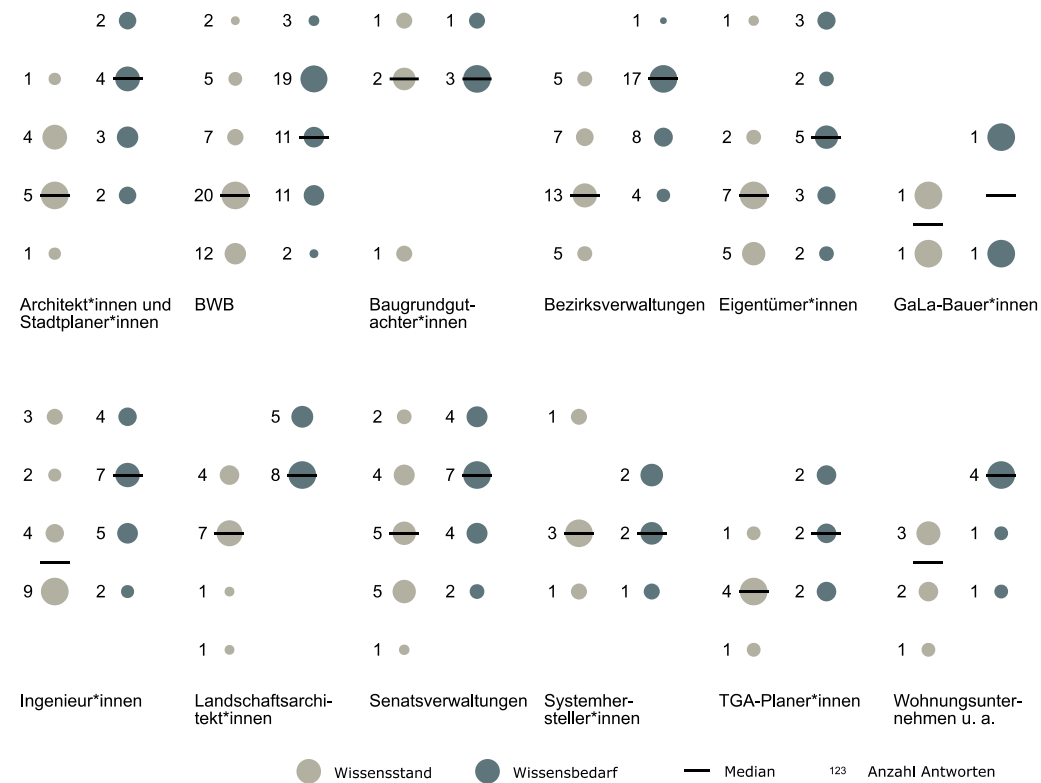 2 2 3 1 1 1 1 3
1 4 5 19 2 3 5 17 2
4 3 7 11 7 8 2 5 1
5 2 20 11 13 4 7 3 1
1 12 2 1 5 5 2 1 1
Architekt*innen und BWB Baugrundgut- Bezirksverwaltungen Eigentümer*innen GaLa-Bauer*innen
Stadtplaner*innen achter*innen
3 4 5 2 4 1
2 7 4 8 4 7 2 2 4
4 5 7 5 4 3 2 1 2 3 1
9 2 1 5 2 1 1 4 2 2 1
1 1 1 1
Ingenieur*innen Landschaftsarchi- Senatsverwaltungen Systemher- TGA-Planer*innen Wohnungsunter-
tekt*innen steller*innen nehmen u. a.
Wissensstand Wissensbedarf Median 123 Anzahl Antworten